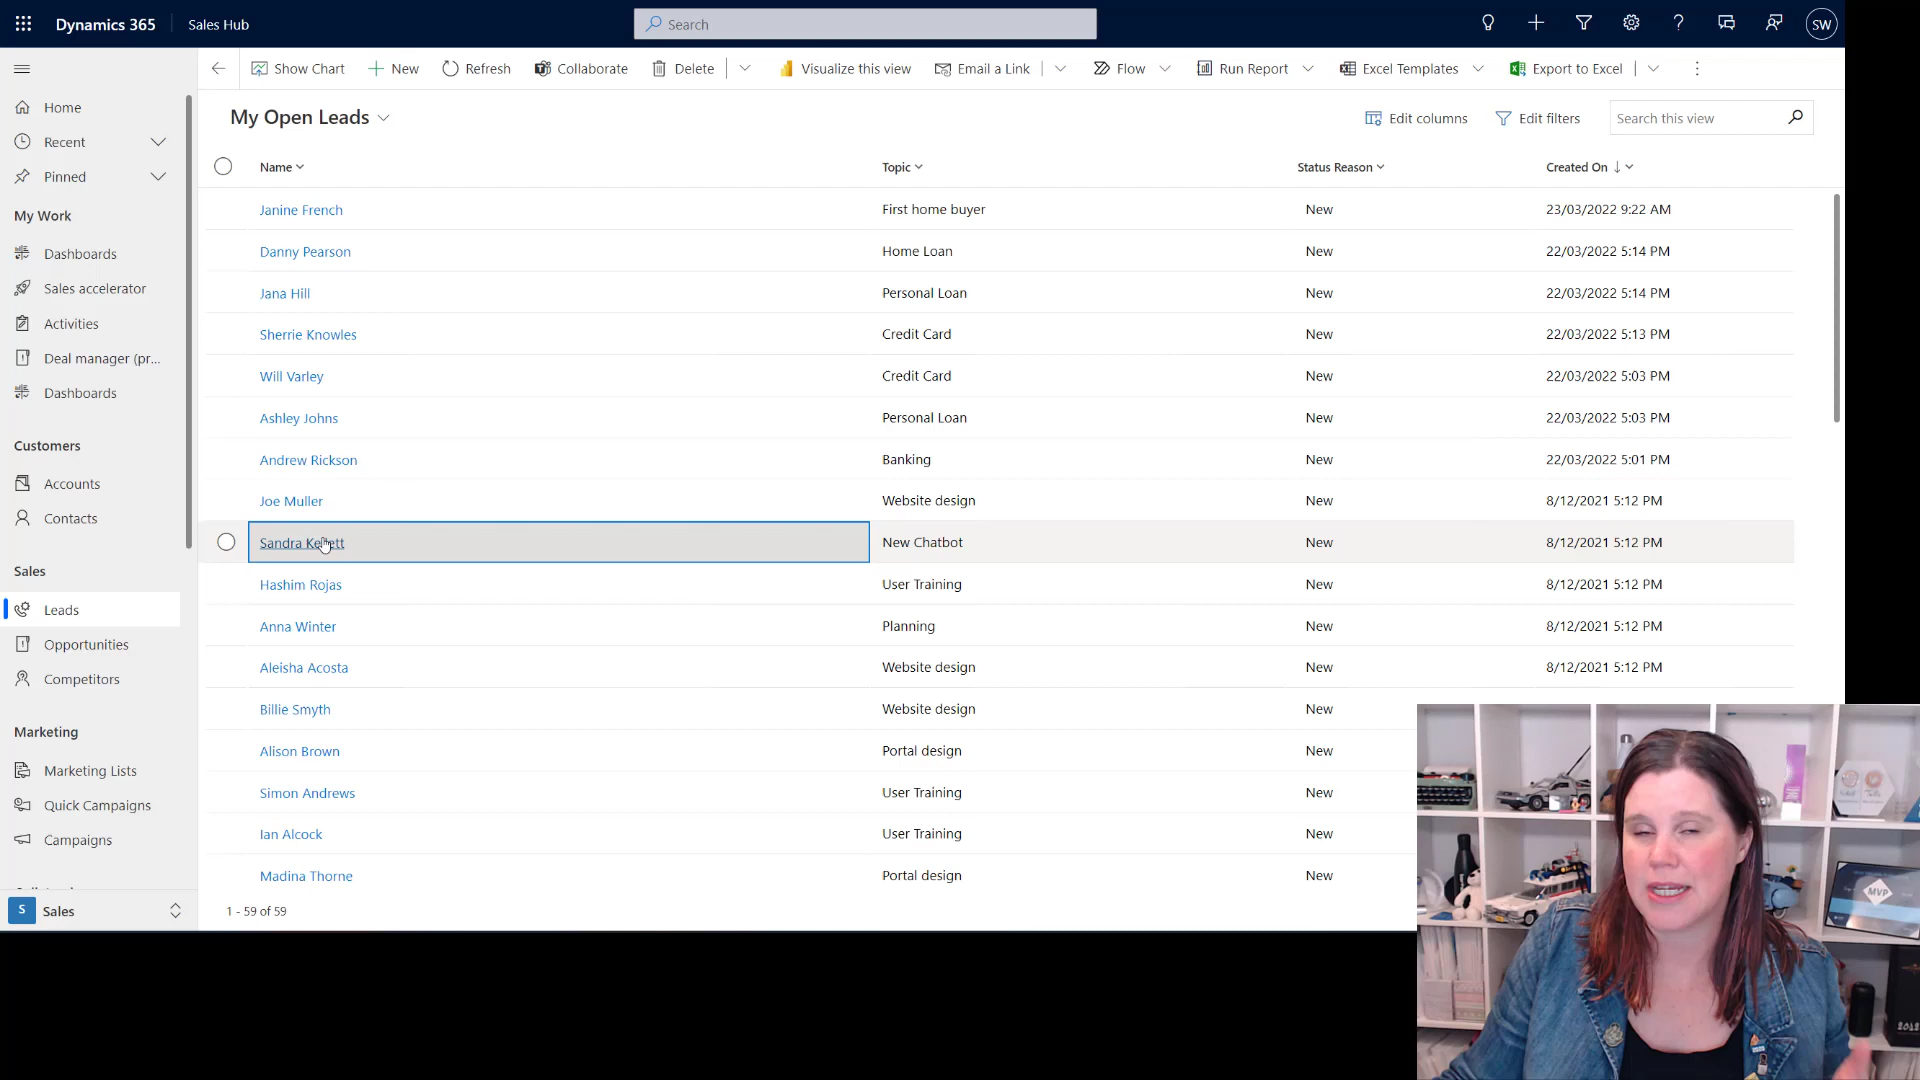 Dynamics 365
Sales Hub
Search
SW
Show Chart
New
Refresh
Collaborate
Delete
Visualize this view
Email a Link
Flow
Run Report
Excel Templates
Export to Excel
Home
Recent
Pinned
My Work
Dashboards
Sales accelerator
Activities
Deal manager (pr...
Dashboards
Customers
Accounts
Contacts
Sales
Leads
Opportunities
Competitors
Marketing
Marketing Lists
Quick Campaigns
Campaigns
S Sales
My Open Leads
Edit columns
Edit filters
Search this view
Name Topic Status Reason Created On
Janine French First home buyer New 23/03/2022 9:22 AM
Danny Pearson Home Loan New 22/03/2022 5:14 PM
Jana Hill Personal Loan New 22/03/2022 5:14 PM
Sherrie Knowles Credit Card New 22/03/2022 5:13 PM
Will Varley Credit Card New 22/03/2022 5:03 PM
Ashley Johns Personal Loan New 22/03/2022 5:03 PM
Andrew Rickson Banking New 22/03/2022 5:01 PM
Joe Muller Website design New 8/12/2021 5:12 PM
Sandra New Chatbot New 8/12/2021 5:12 PM
Hashim Rojas User Training New 8/12/2021 5:12 PM
Anna Winter Planning New 8/12/2021 5:12 PM
Aleisha Acosta Website design New 8/12/2021 5:12 PM
Billie Smyth Website design New
Alison Brown Portal design New
Simon Andrews User Training New
Ian Alcock User Training New
Madina Thorne Portal design New
1 - 59 of 59
MVP